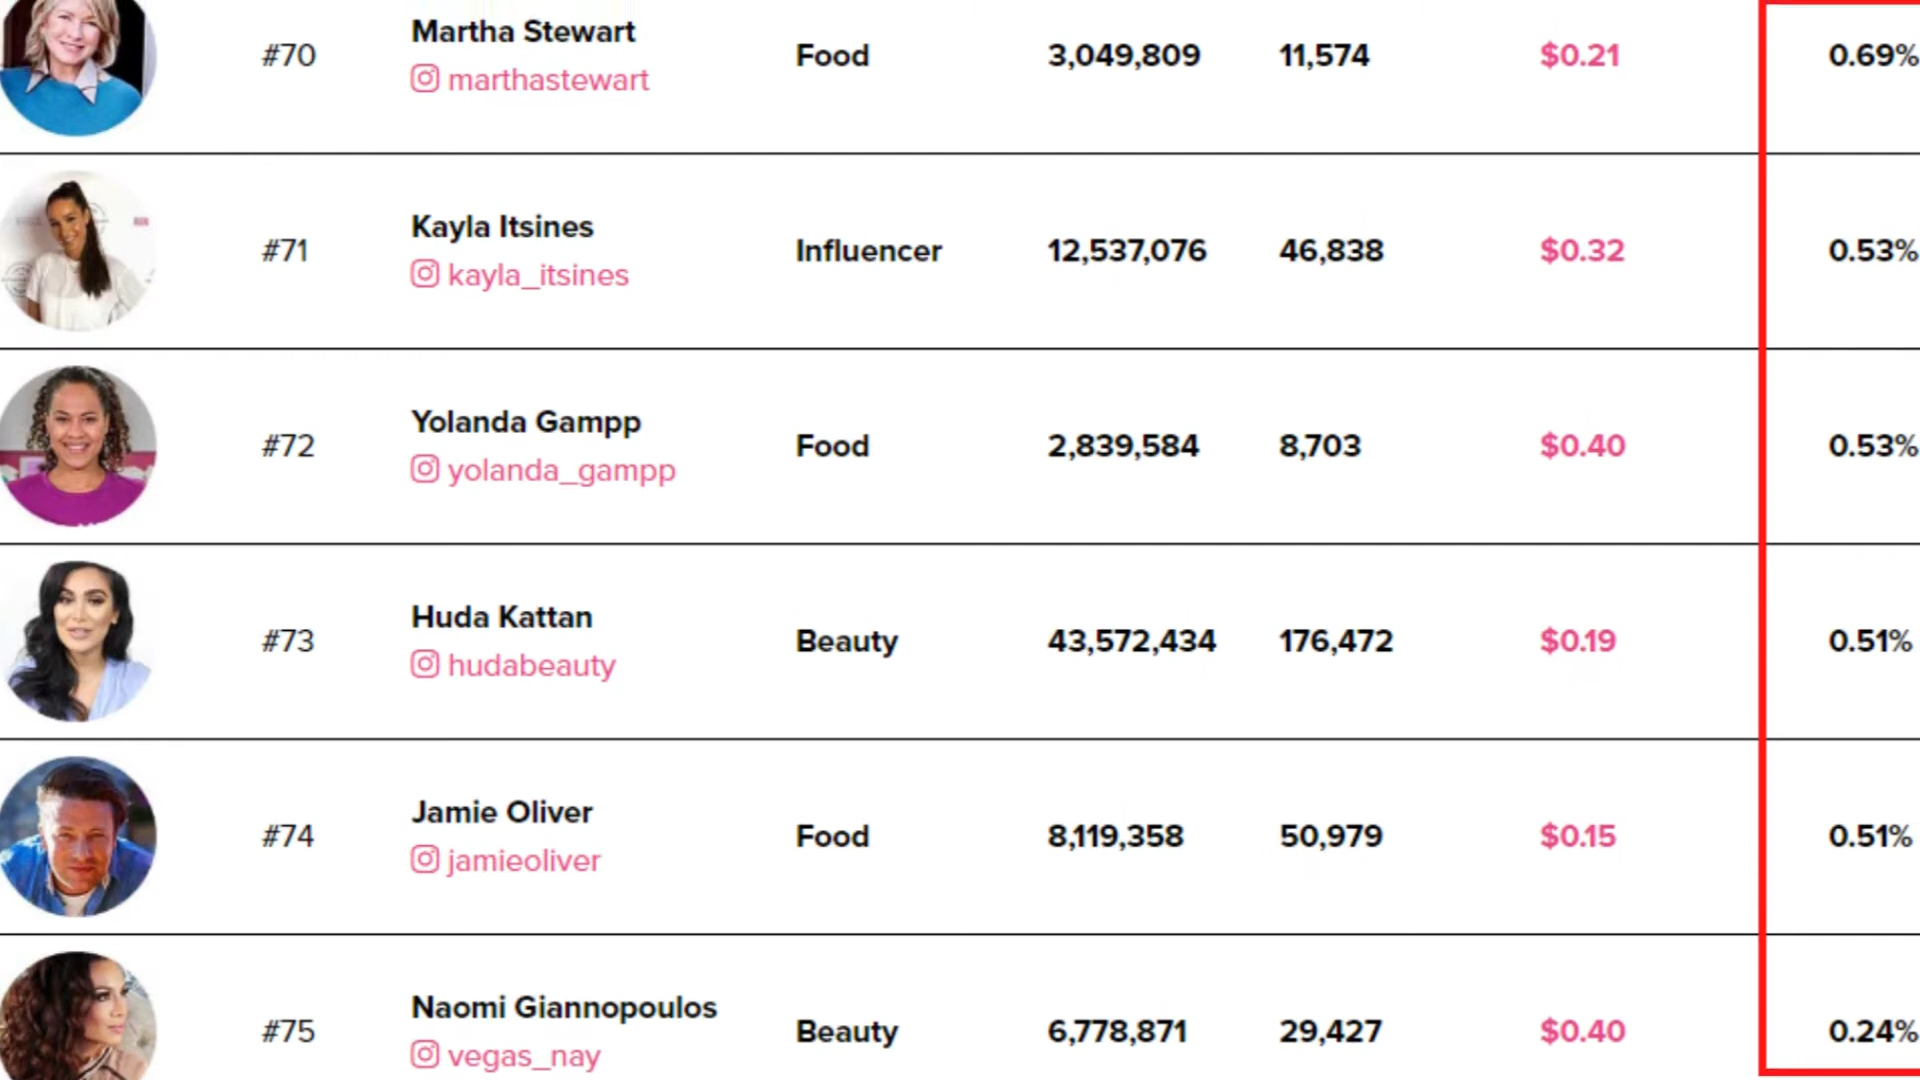 Martha Stewart
#70 Food 3,049,809 11,574 $0.21 0.69%
marthastewart
Kayla Itsines
#71 Influencer 12,537,076 46,838 $0.32 0.53%
kayla_itsines
Yolanda Gampp
#72 Food 2,839,584 8,703 $0.40 0.53%
yolanda_gampp
Huda Kattan
#73 Beauty 43,572,434 176,472 $0.19 0.51%
hudabeauty
Jamie Oliver
#74 Food 8,119,358 50,979 $0.15 0.51%
jamieoliver
Naomi Giannopoulos
#75 Beauty 6,778,871 29,427 $0.40 0.24%
vegas_nay